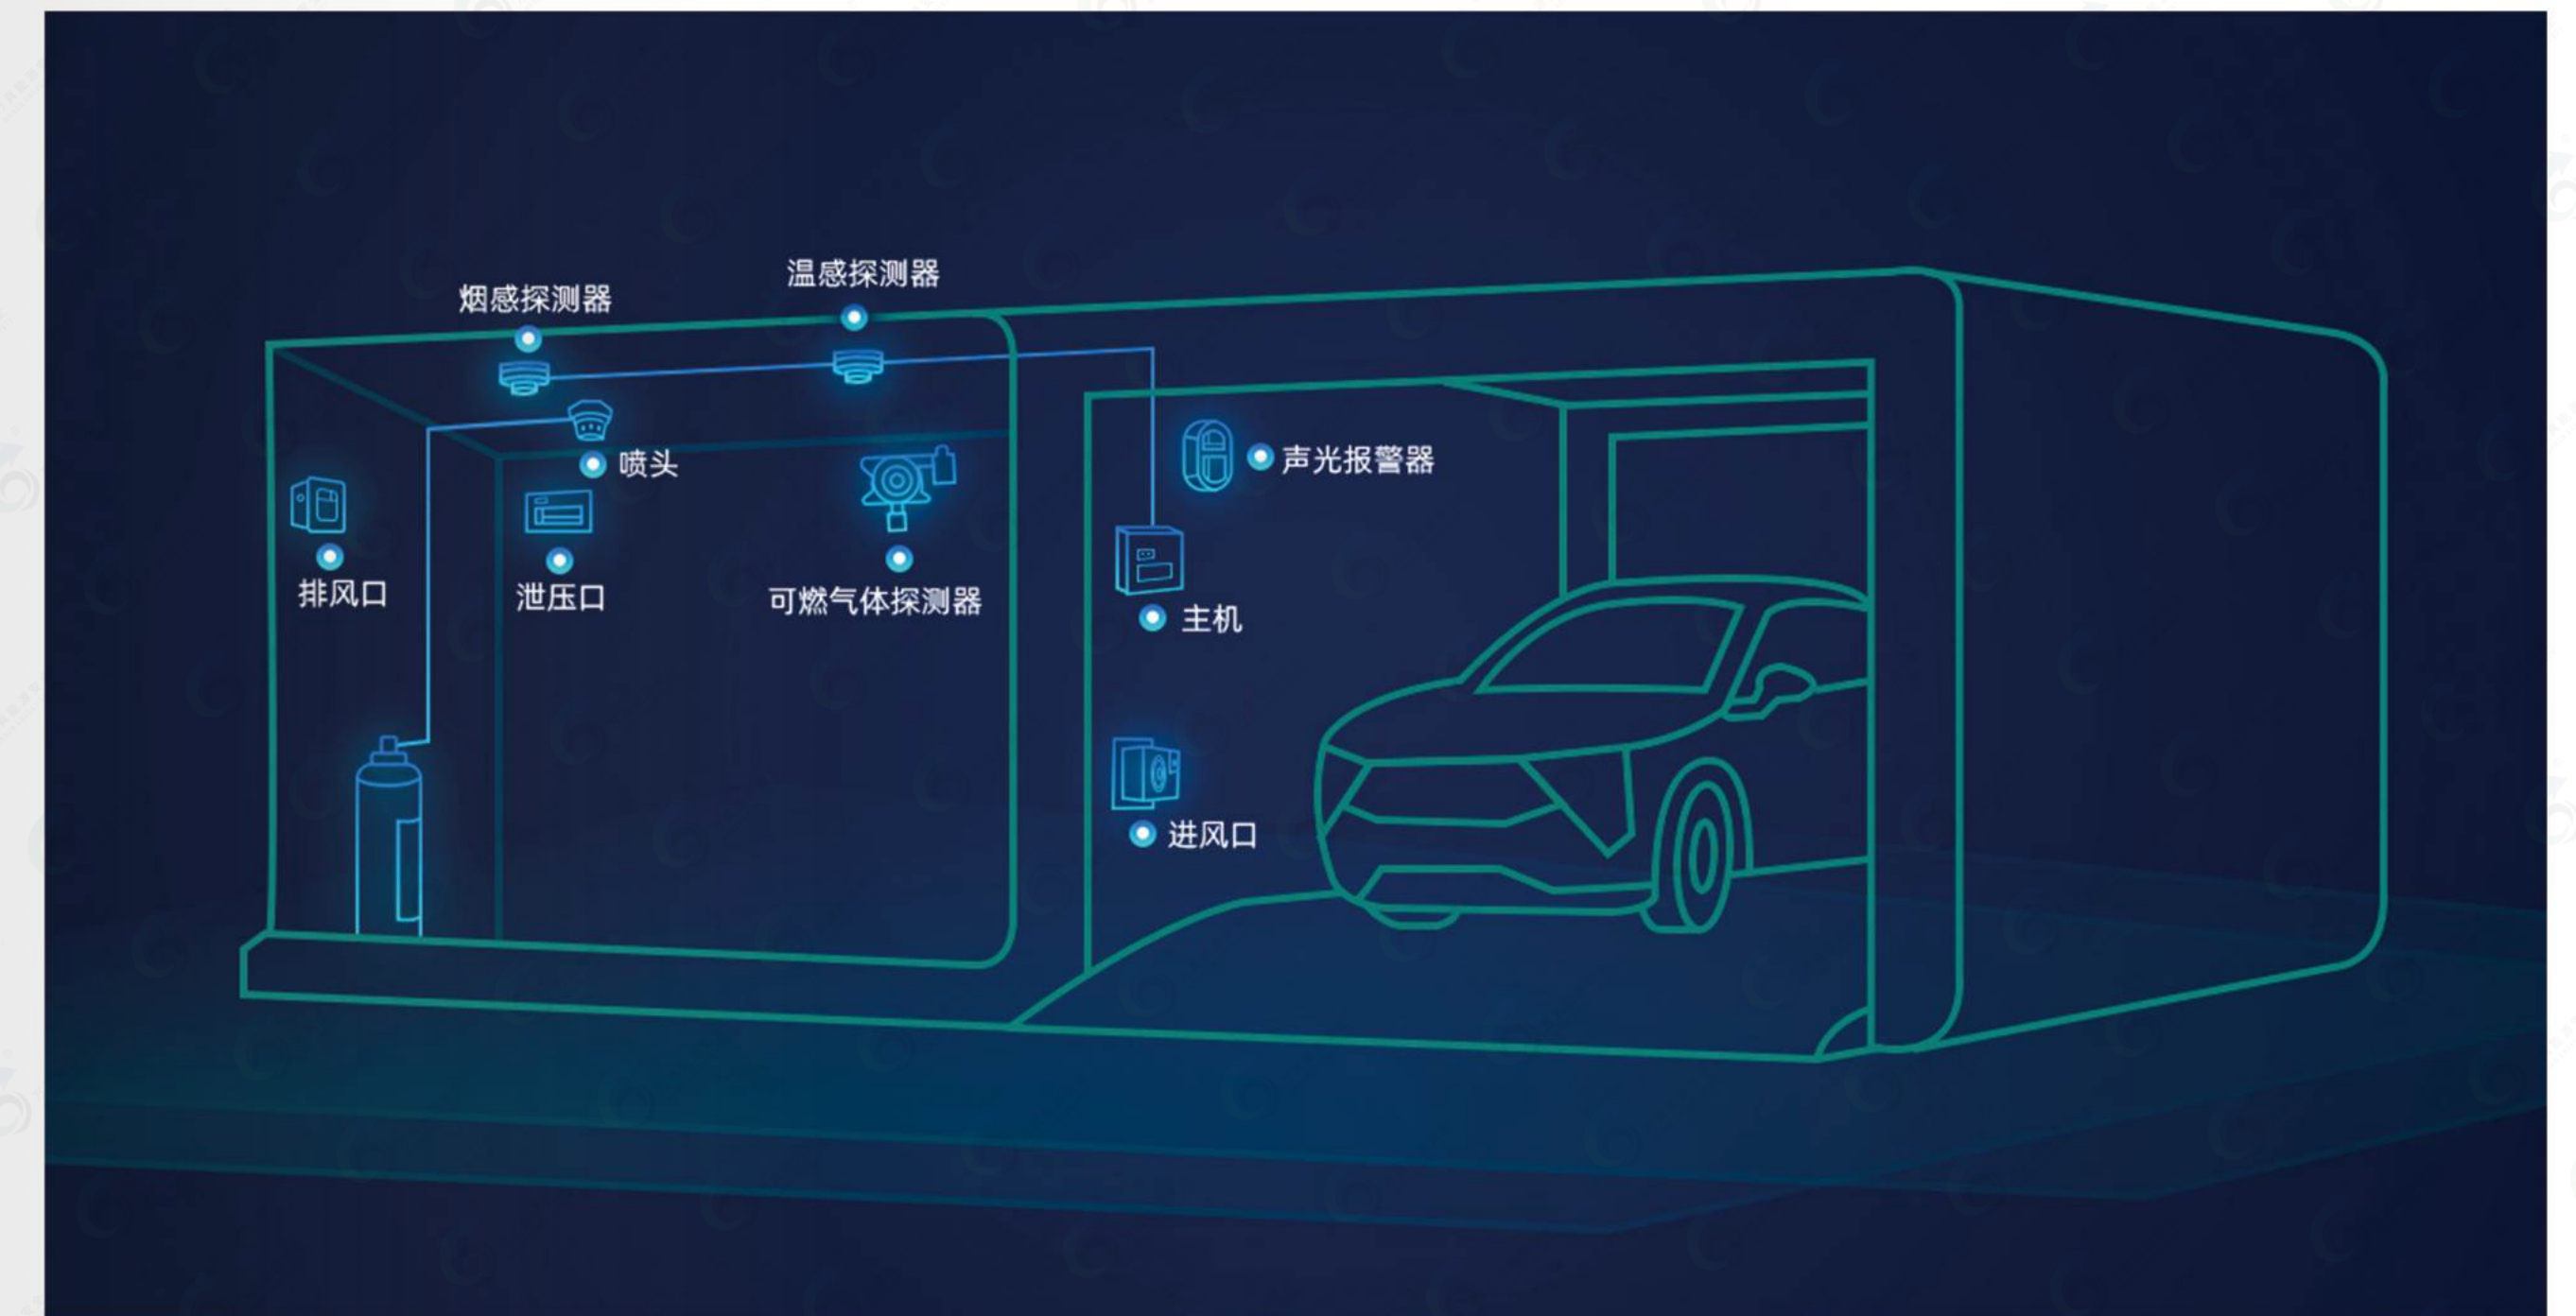 温感探测器
烟感探测器
喷头
声光报警器
排风口
泄压口
可燃气体探测器
主机
进风口